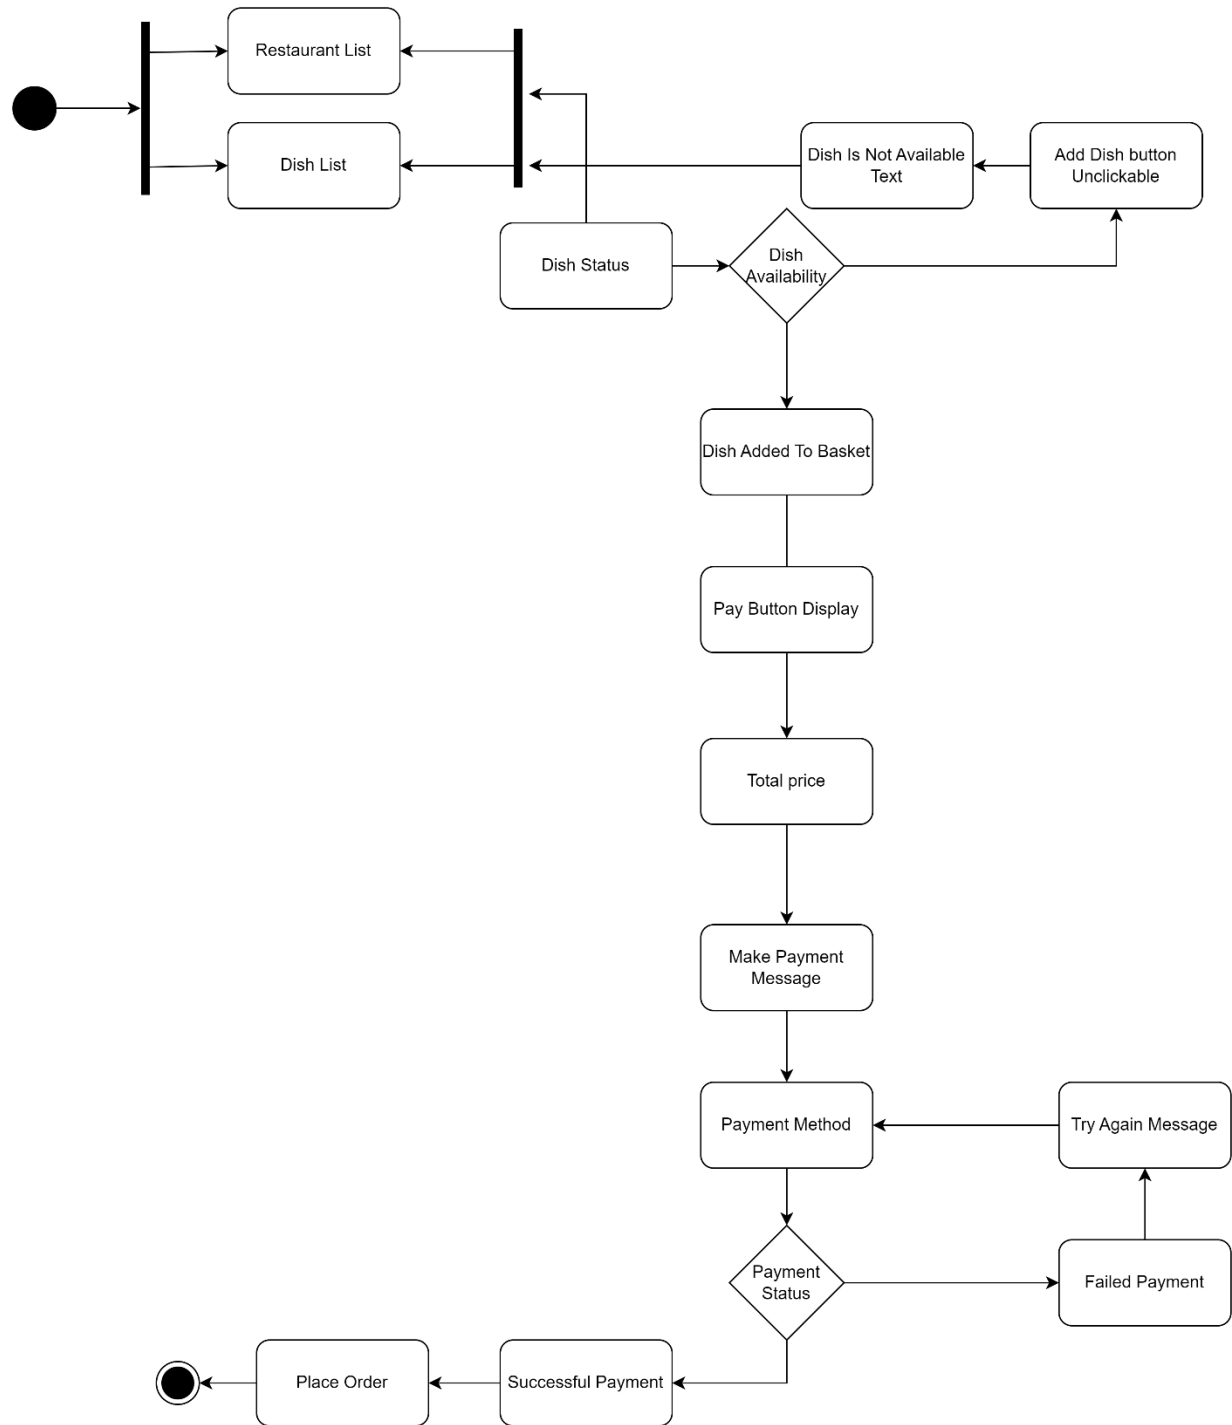 Restaurant List
Dish List
Dish Is Not Available
Text
Add Dish button
Unclickable
Dish Status
Dish
Availability
Dish Added To Basket
Pay Button Display
Total price
Make Payment
Message
Payment Method
Try Again Message
Payment
Status
Failed Payment
Place Order
Successful Payment